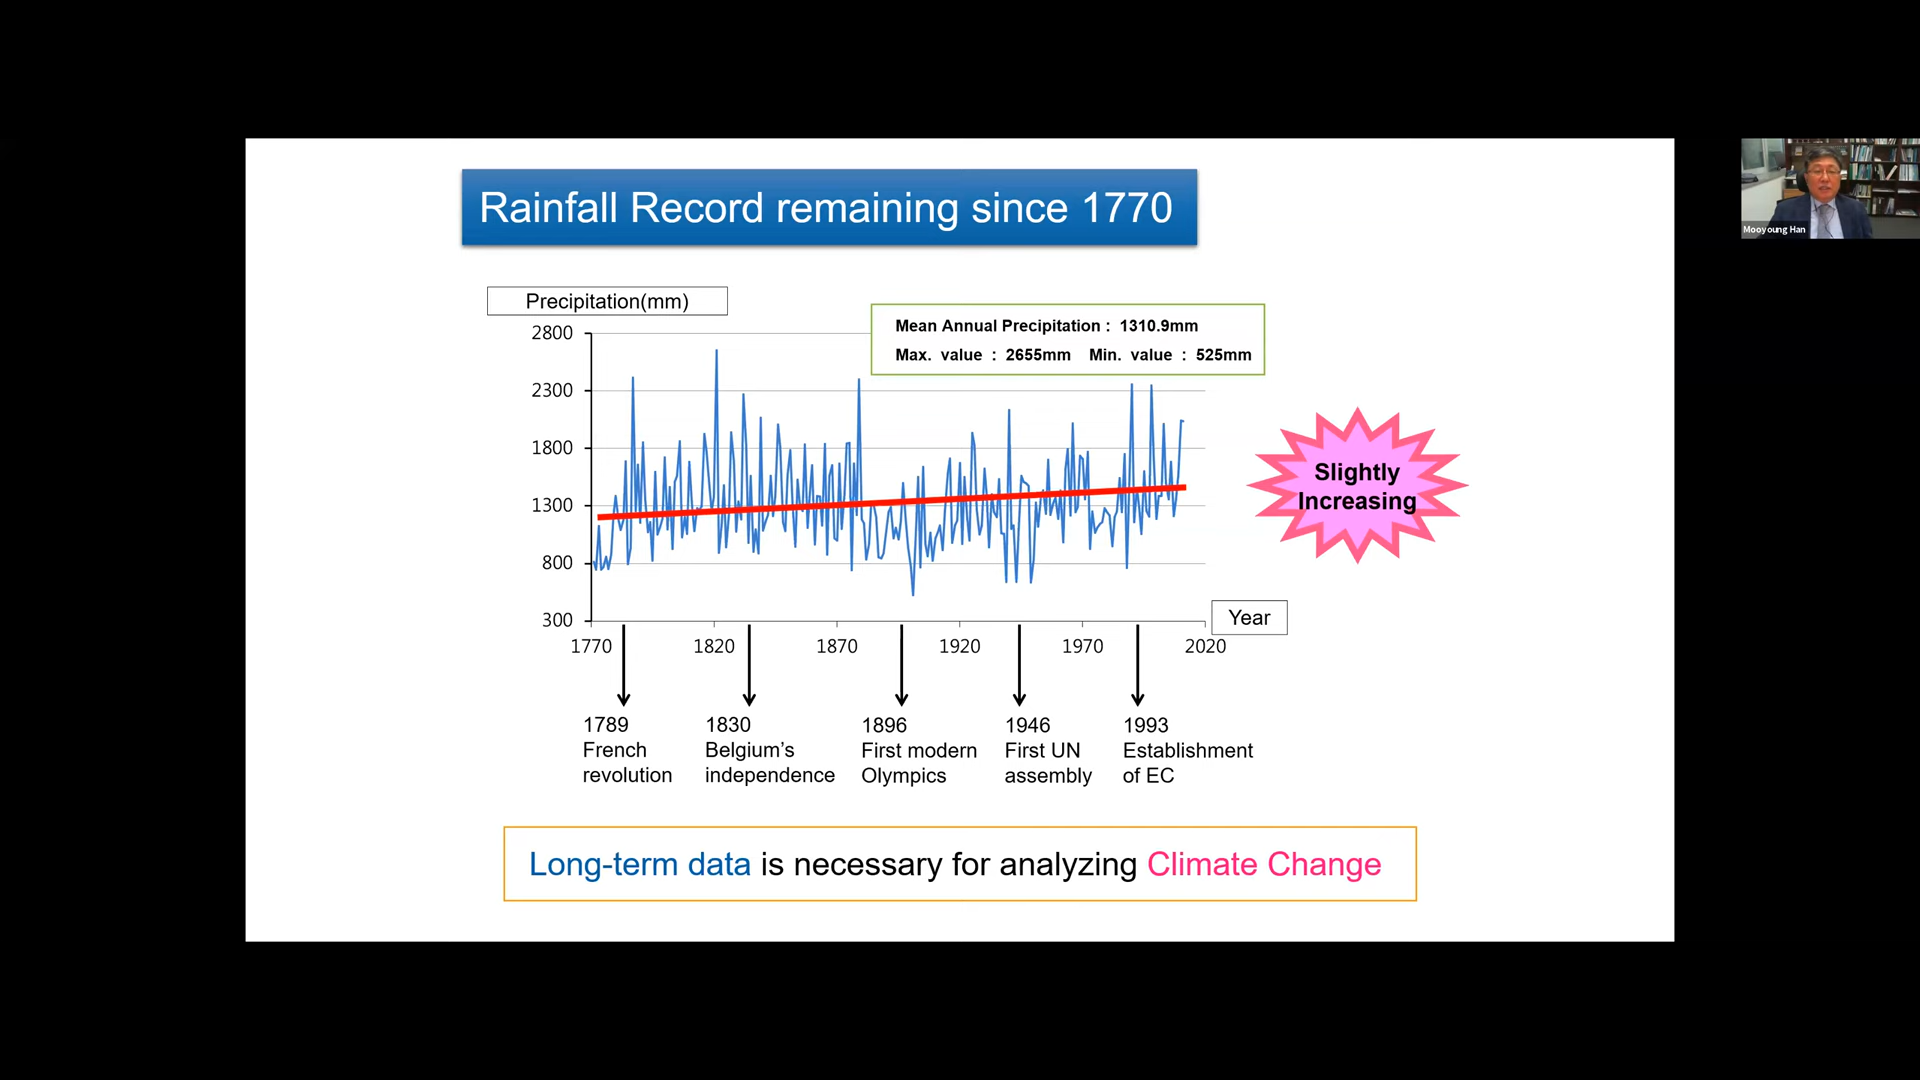 Rainfall Record remaining since 1770
Precipitation(mm)
Mean Annual Precipitation : 1310.9mm
Max. value : 2655mm Min. value : 525mm
2800
2300
1800
1300
800
300
Slightly
Increasing
Year
1770 1820 1870 1920 1970 2020
1789
French
revolution
1830
Belgium’s
independence
1896
First modern
Olympics
1946
First UN
assembly
1993
Establishment
of EC
Long-term data is necessary for analyzing Climate Change
Mooyoung Han